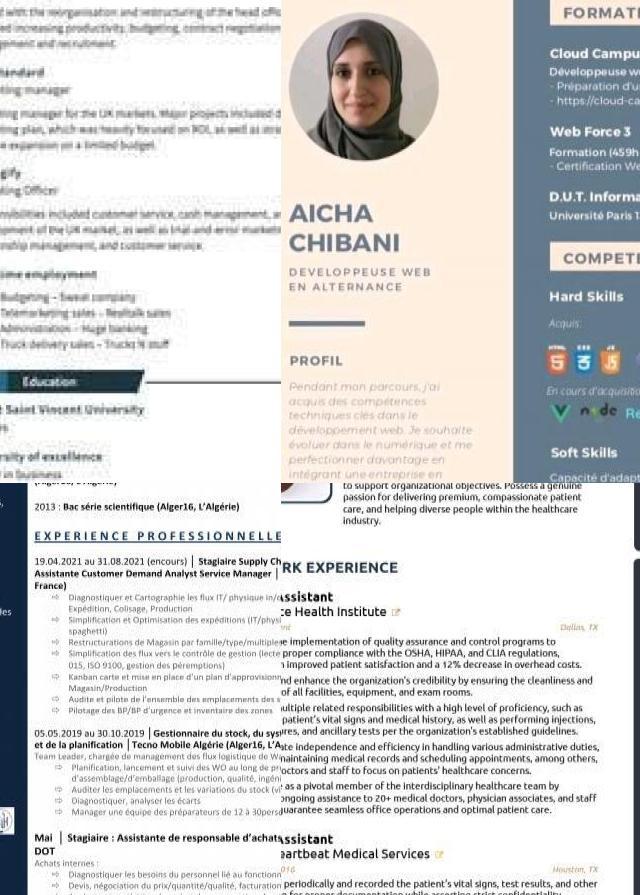 d with the reorganisation and restructuring of the head offi
ed increasing productivity, budgeting, contract negotiation
gement and recruitment.
tandard
ting manager
ng manager for the UK markets. Major projects included d
ing plan, which was heavily focused on ROI, as well as stra
e expansion on a limited budget.
gify
ting Officer
nsibilities included customer service, cash management, a
opment of the UK market, as well as trial and error marketi
onship management, and customer service.
ime employment
Budgeting – Sweat company
Telemarketing sales – Realtalk sales
Administration – Huge banking
Truck delivery sales – Trucks N stuff
Education
Saint Vincent University
rsity of excellence
in business
AICHA
CHIBANI
DEVELOPPEUSE WEB
EN ALTERNANCE
PROFIL
Pendant mon parcours, j'ai
acquis des compétences
techniques clés dans le
développement web. Je souhaite
évoluer dans le numérique et me
perfectionner davantage en
intégrant une entreprise en
FORMATI
Cloud Campu
Développeuse we
- Préparation d'u
- https://cloud-ca
Web Force 3
Formation (459h
- Certification We
D.U.T. Informa
Université Paris 1
COMPETE
Hard Skills
Acquis:
HTML
5
CSS
3
JS
En cours d'acquisitio
node
Re
Soft Skills
Capacité d'adapt
2013 : Bac série scientifique (Alger16, L'Algérie)
EXPERIENCE PROFESSIONNELLE
19.04.2021 au 31.08.2021 (encours) | Stagiaire Supply Ch
Assistante Customer Demand Analyst Service Manager |
France)
Diagnostiquer et Cartographie les flux IT/ physique in/o
Expédition, Colisage, Production
Simplification et Optimisation des expéditions (IT/physi
spaghetti)
Restructurations de Magasin par famille/type/multiple
Simplification des flux vers le contrôle de gestion (lecte
015, ISO 9100, gestion des péremptions)
Kanban carte et mise en place d'un plan d'approvision
Magasin/Production
Audite et pilote de l'ensemble des emplacements des s
Pilotage des BP/BP d'urgence et inventaire des zones
05.05.2019 au 30.10.2019 | Gestionnaire du stock, du sys
et de la planification | Tecno Mobile Algérie (Alger16, L'A
Team Leader, chargée de management des flux logistique de W
Planification, lancement et suivi des WO au long de pr
d'assemblage/d'emballage (production, qualité, ingéni
Auditer les emplacements et les variations du stock (vi
Diagnostiquer, analyser les écarts
Manager une équipe des préparateurs de 12 à 30pers
Mai | Stagiaire : Assistante de responsable d'achats
DOT
Achats internes :
Diagnostiquer les besoins du personnel lié au fonction
Devis, négociation du prix/quantité/qualité, facturation
les
to support organizational objectives. Possess a genuine
passion for delivering premium, compassionate patient
care, and helping diverse people within the healthcare
industry.
RK EXPERIENCE
ssistant
ce Health Institute
Dallas, TX
e implementation of quality assurance and control programs to
proper compliance with the OSHA, HIPAA, and CLIA regulations,
n improved patient satisfaction and a 12% decrease in overhead costs.
nd enhance the organization's credibility by ensuring the cleanliness and
of all facilities, equipment, and exam rooms.
ultiple related responsibilities with a high level of proficiency, such as
patient's vital signs and medical history, as well as performing injections,
ures, and ancillary tests per the organization's established guidelines.
te independence and efficiency in handling various administrative duties,
maintaining medical records and scheduling appointments, among others,
octors and staff to focus on patients' healthcare concerns.
as a pivotal member of the interdisciplinary healthcare team by
ongoing assistance to 20+ medical doctors, physician associates, and staff
guarantee seamless office operations and optimal patient care.
ssistant
eartbeat Medical Services
Houston, TX
periodically and recorded the patient's vital signs, test results, and other